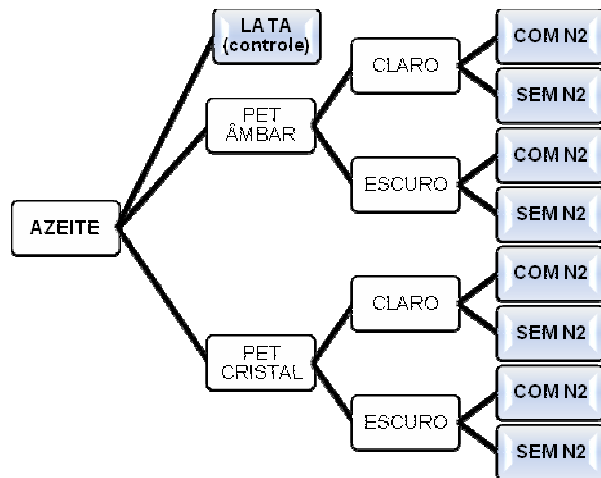 LATA
(controle)
COM N2
CLARO
SEM N2
PET
ÂMBAR
COM N2
ESCURO
SEM N2
AZEITE
COM N2
CLARO
SEM N2
PET
CRISTAL
COM N2
ESCURO
SEM N2